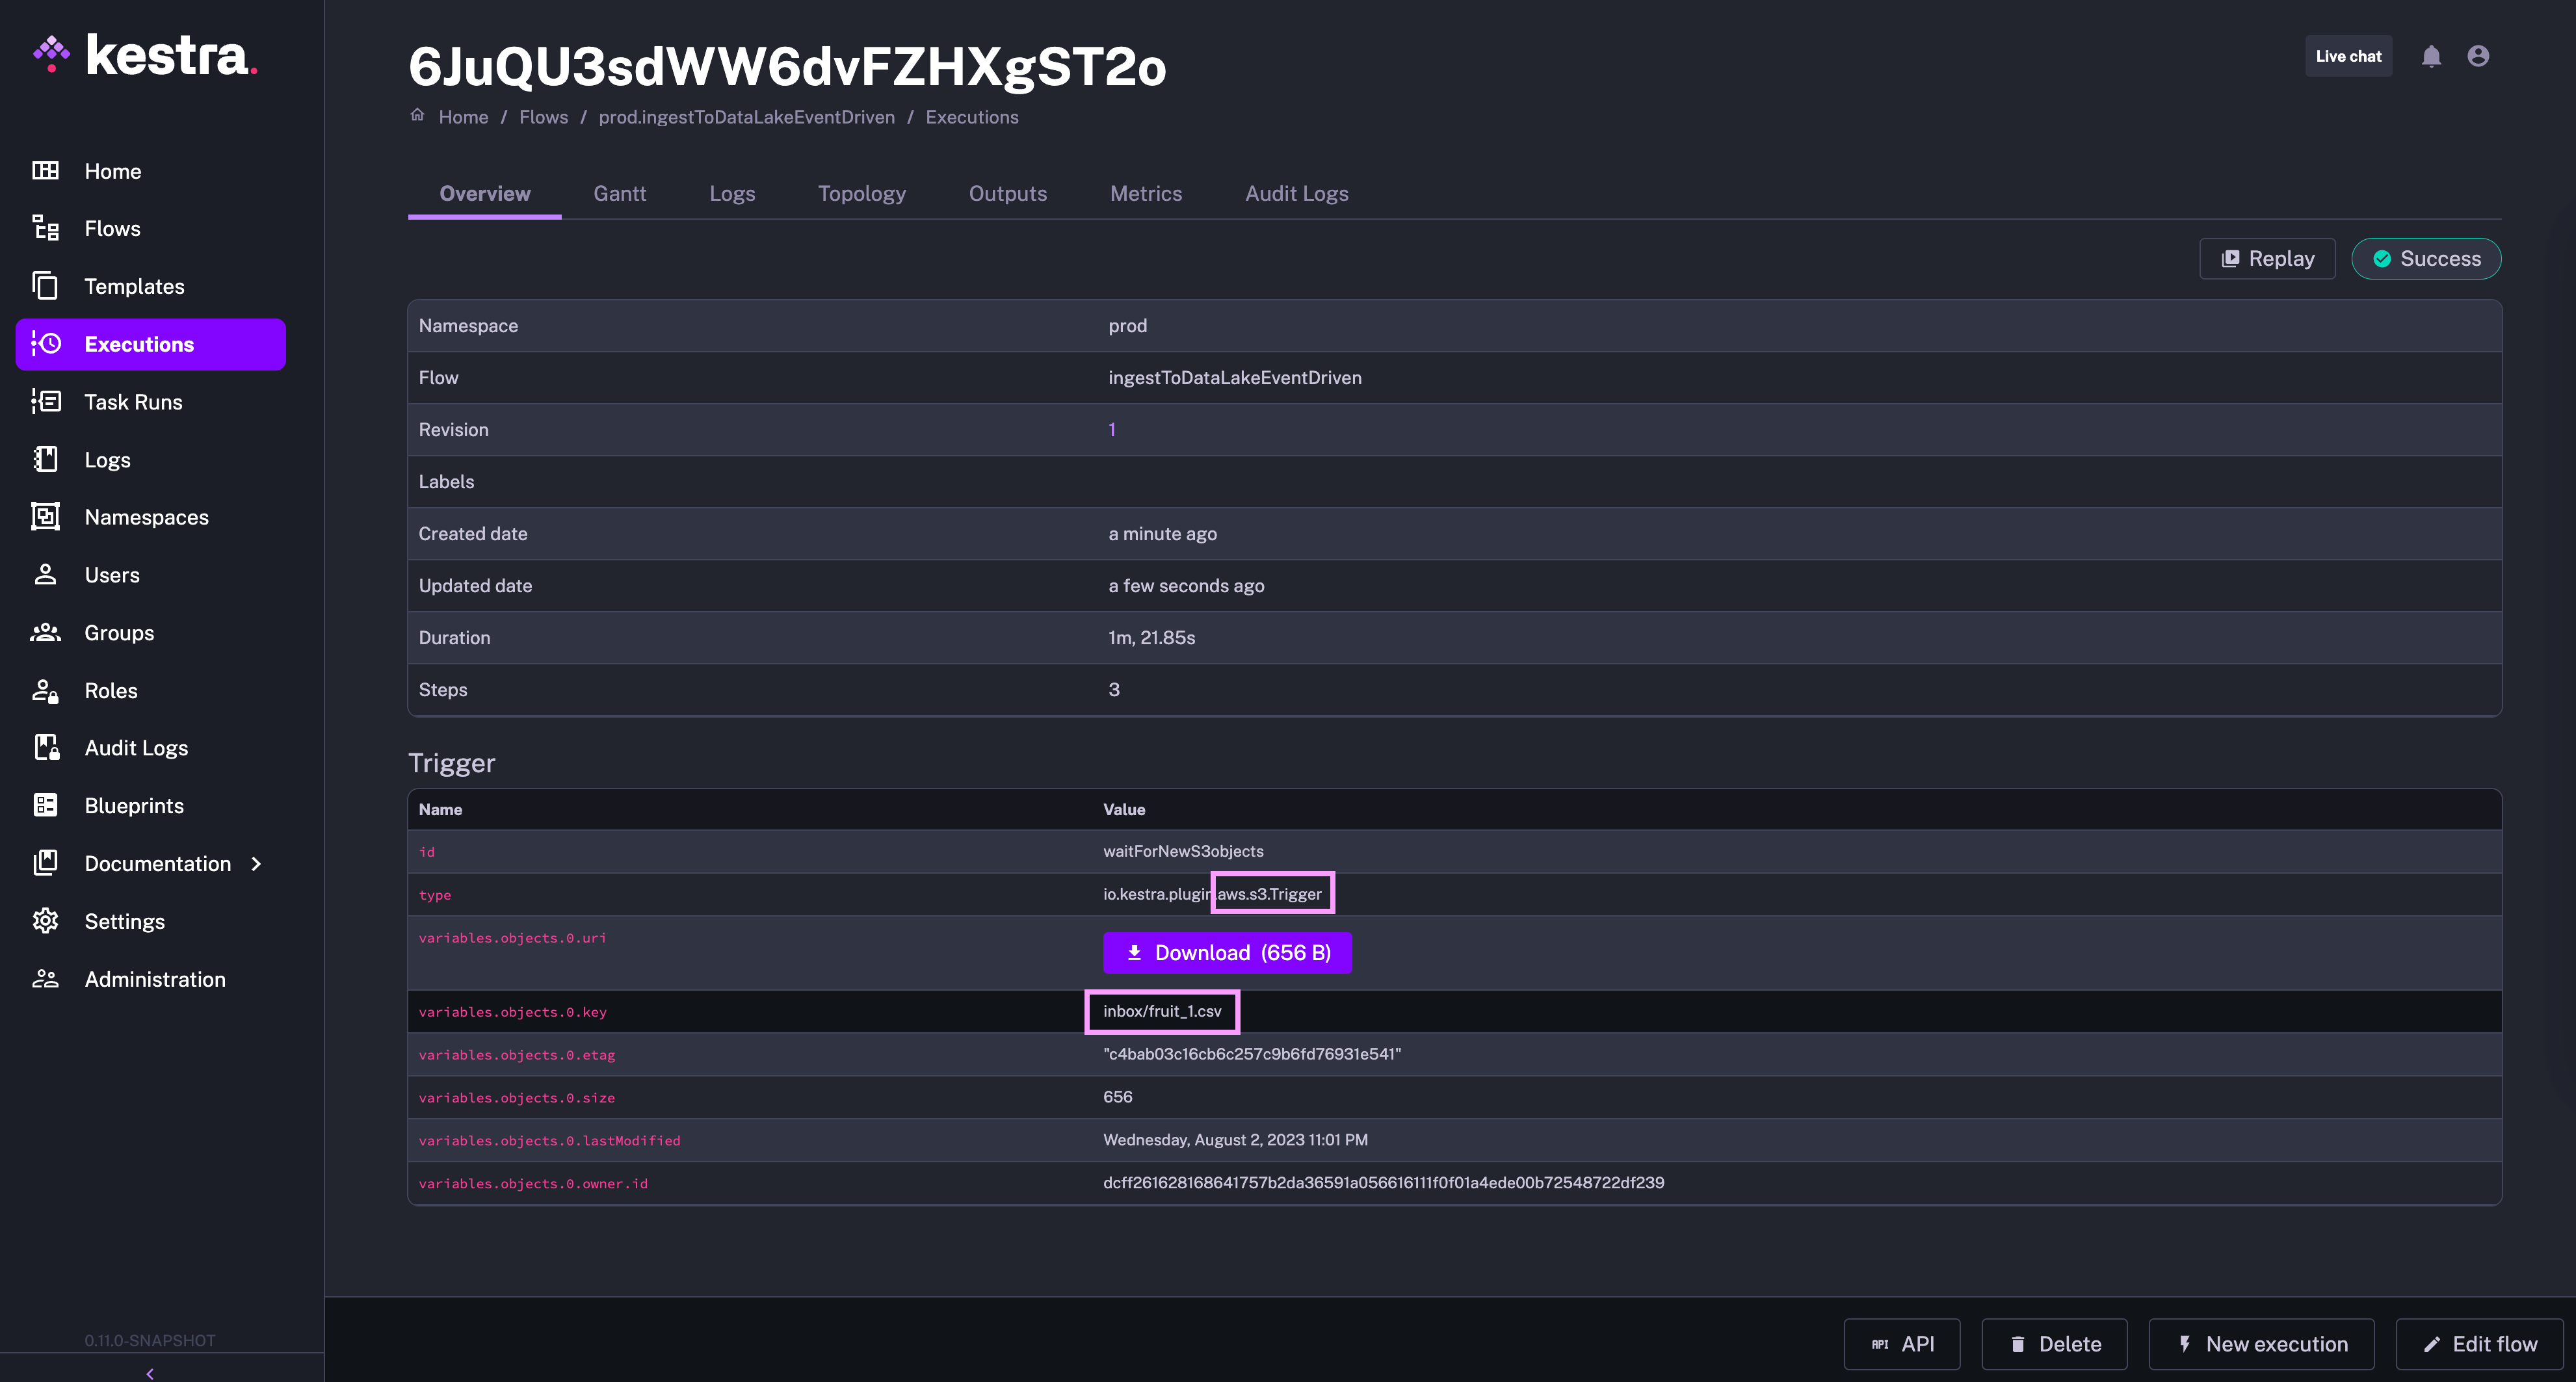 kestra.
Home
Flows
Templates
Executions
Task Runs
Logs
Namespaces
Users
Groups
Roles
Audit Logs
Blueprints
Documentation
Settings
Administration
0.11.0-SNAPSHOT
6JuQU3sdWW6dvFZHXgST2o
Live chat
Home / Flows / prod.ingestToDataLakeEventDriven / Executions
Overview Gantt Logs Topology Outputs Metrics Audit Logs
Replay Success
Namespace prod
Flow ingestToDataLakeEventDriven
Revision 1
Labels
Created date a minute ago
Updated date a few seconds ago
Duration 1m, 21.85s
Steps 3
Trigger
Name Value
id waitForNewS3objects
type io.kestra.plugin.aws.s3.Trigger
variables.objects.0.uri Download (656 B)
variables.objects.0.key inbox/fruit_1.csv
variables.objects.0.etag "c4bab03c16cb6c257c9b6fd76931e541"
variables.objects.0.size 656
variables.objects.0.lastModified Wednesday, August 2, 2023 11:01 PM
variables.objects.0.owner.id dcff261628168641757b2da36591a056616111f0f01a4ede00b72548722df239
API API Delete New execution Edit flow